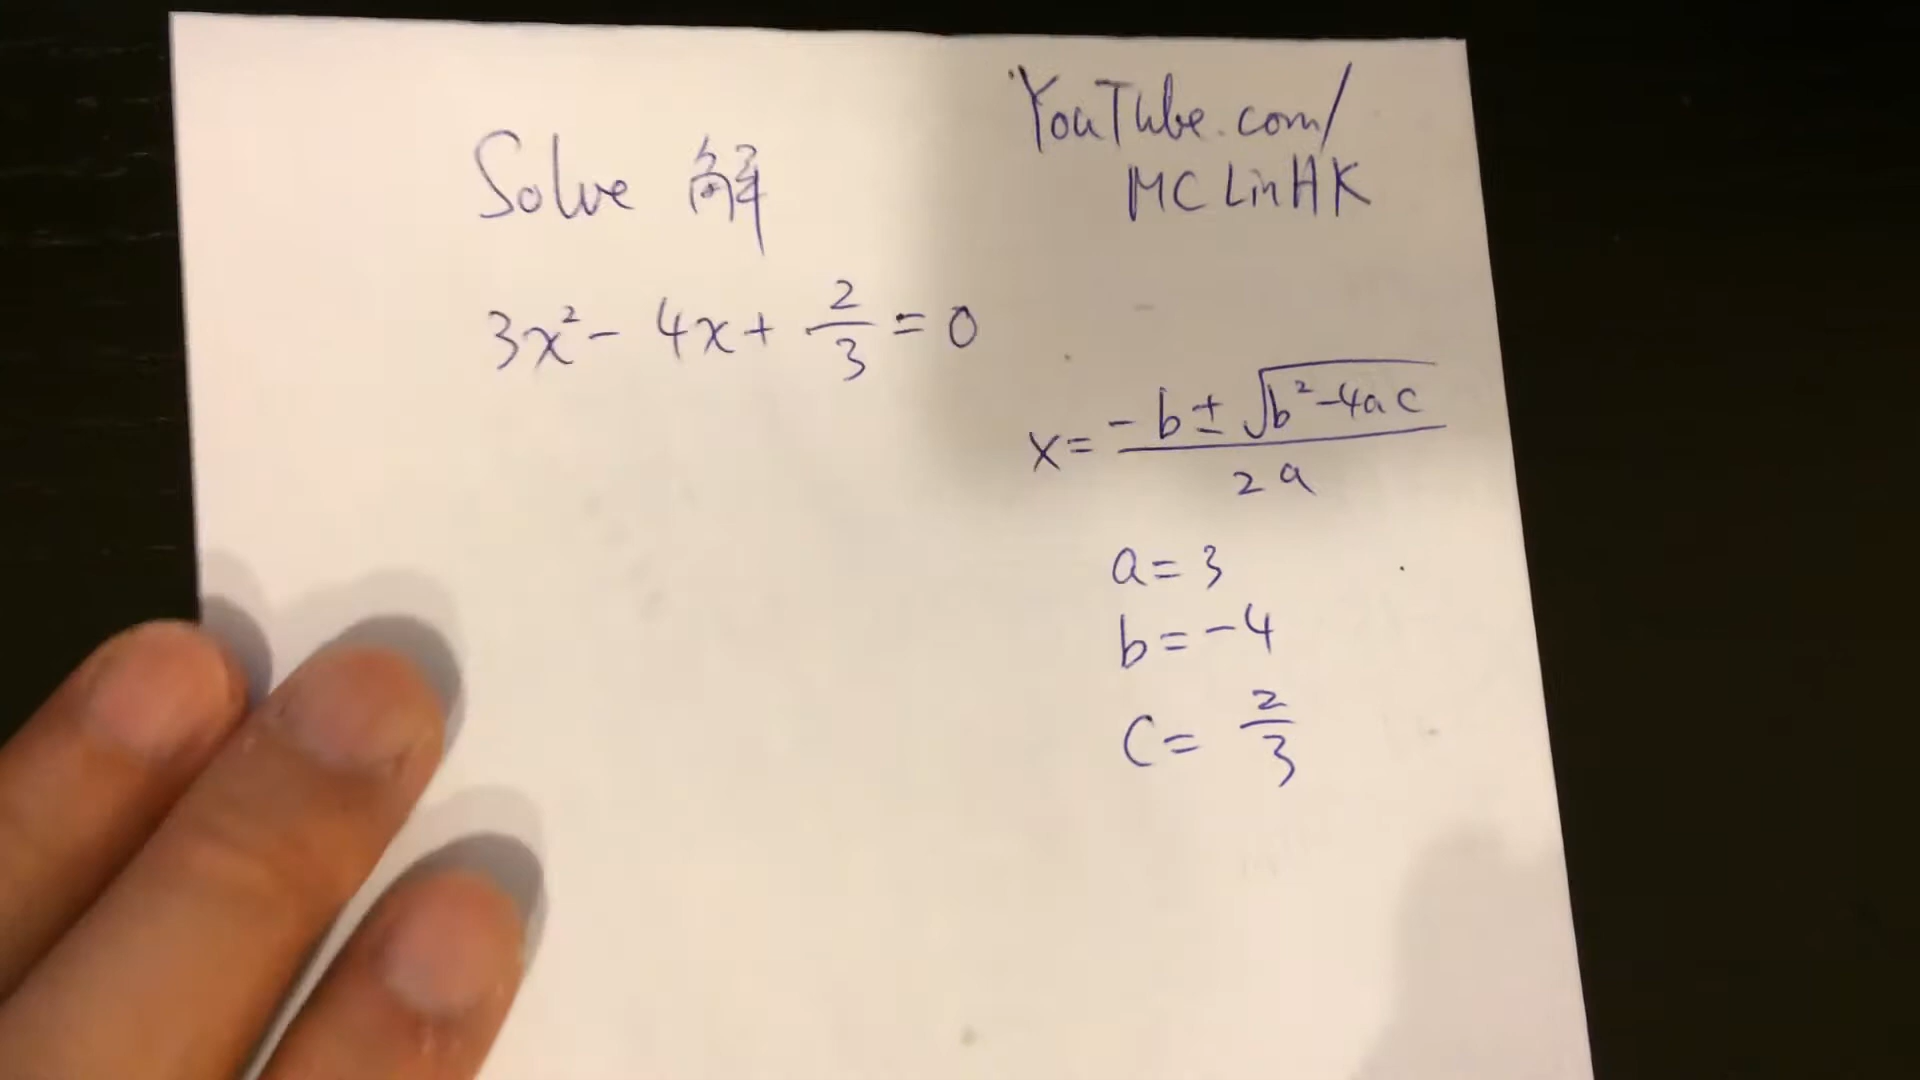 Solve 解
YouTube.com/
MCLinHK
3x² - 4x + 2/3 = 0
x = -b ± √b²-4ac / 2a
a = 3
b = -4
c = 2/3